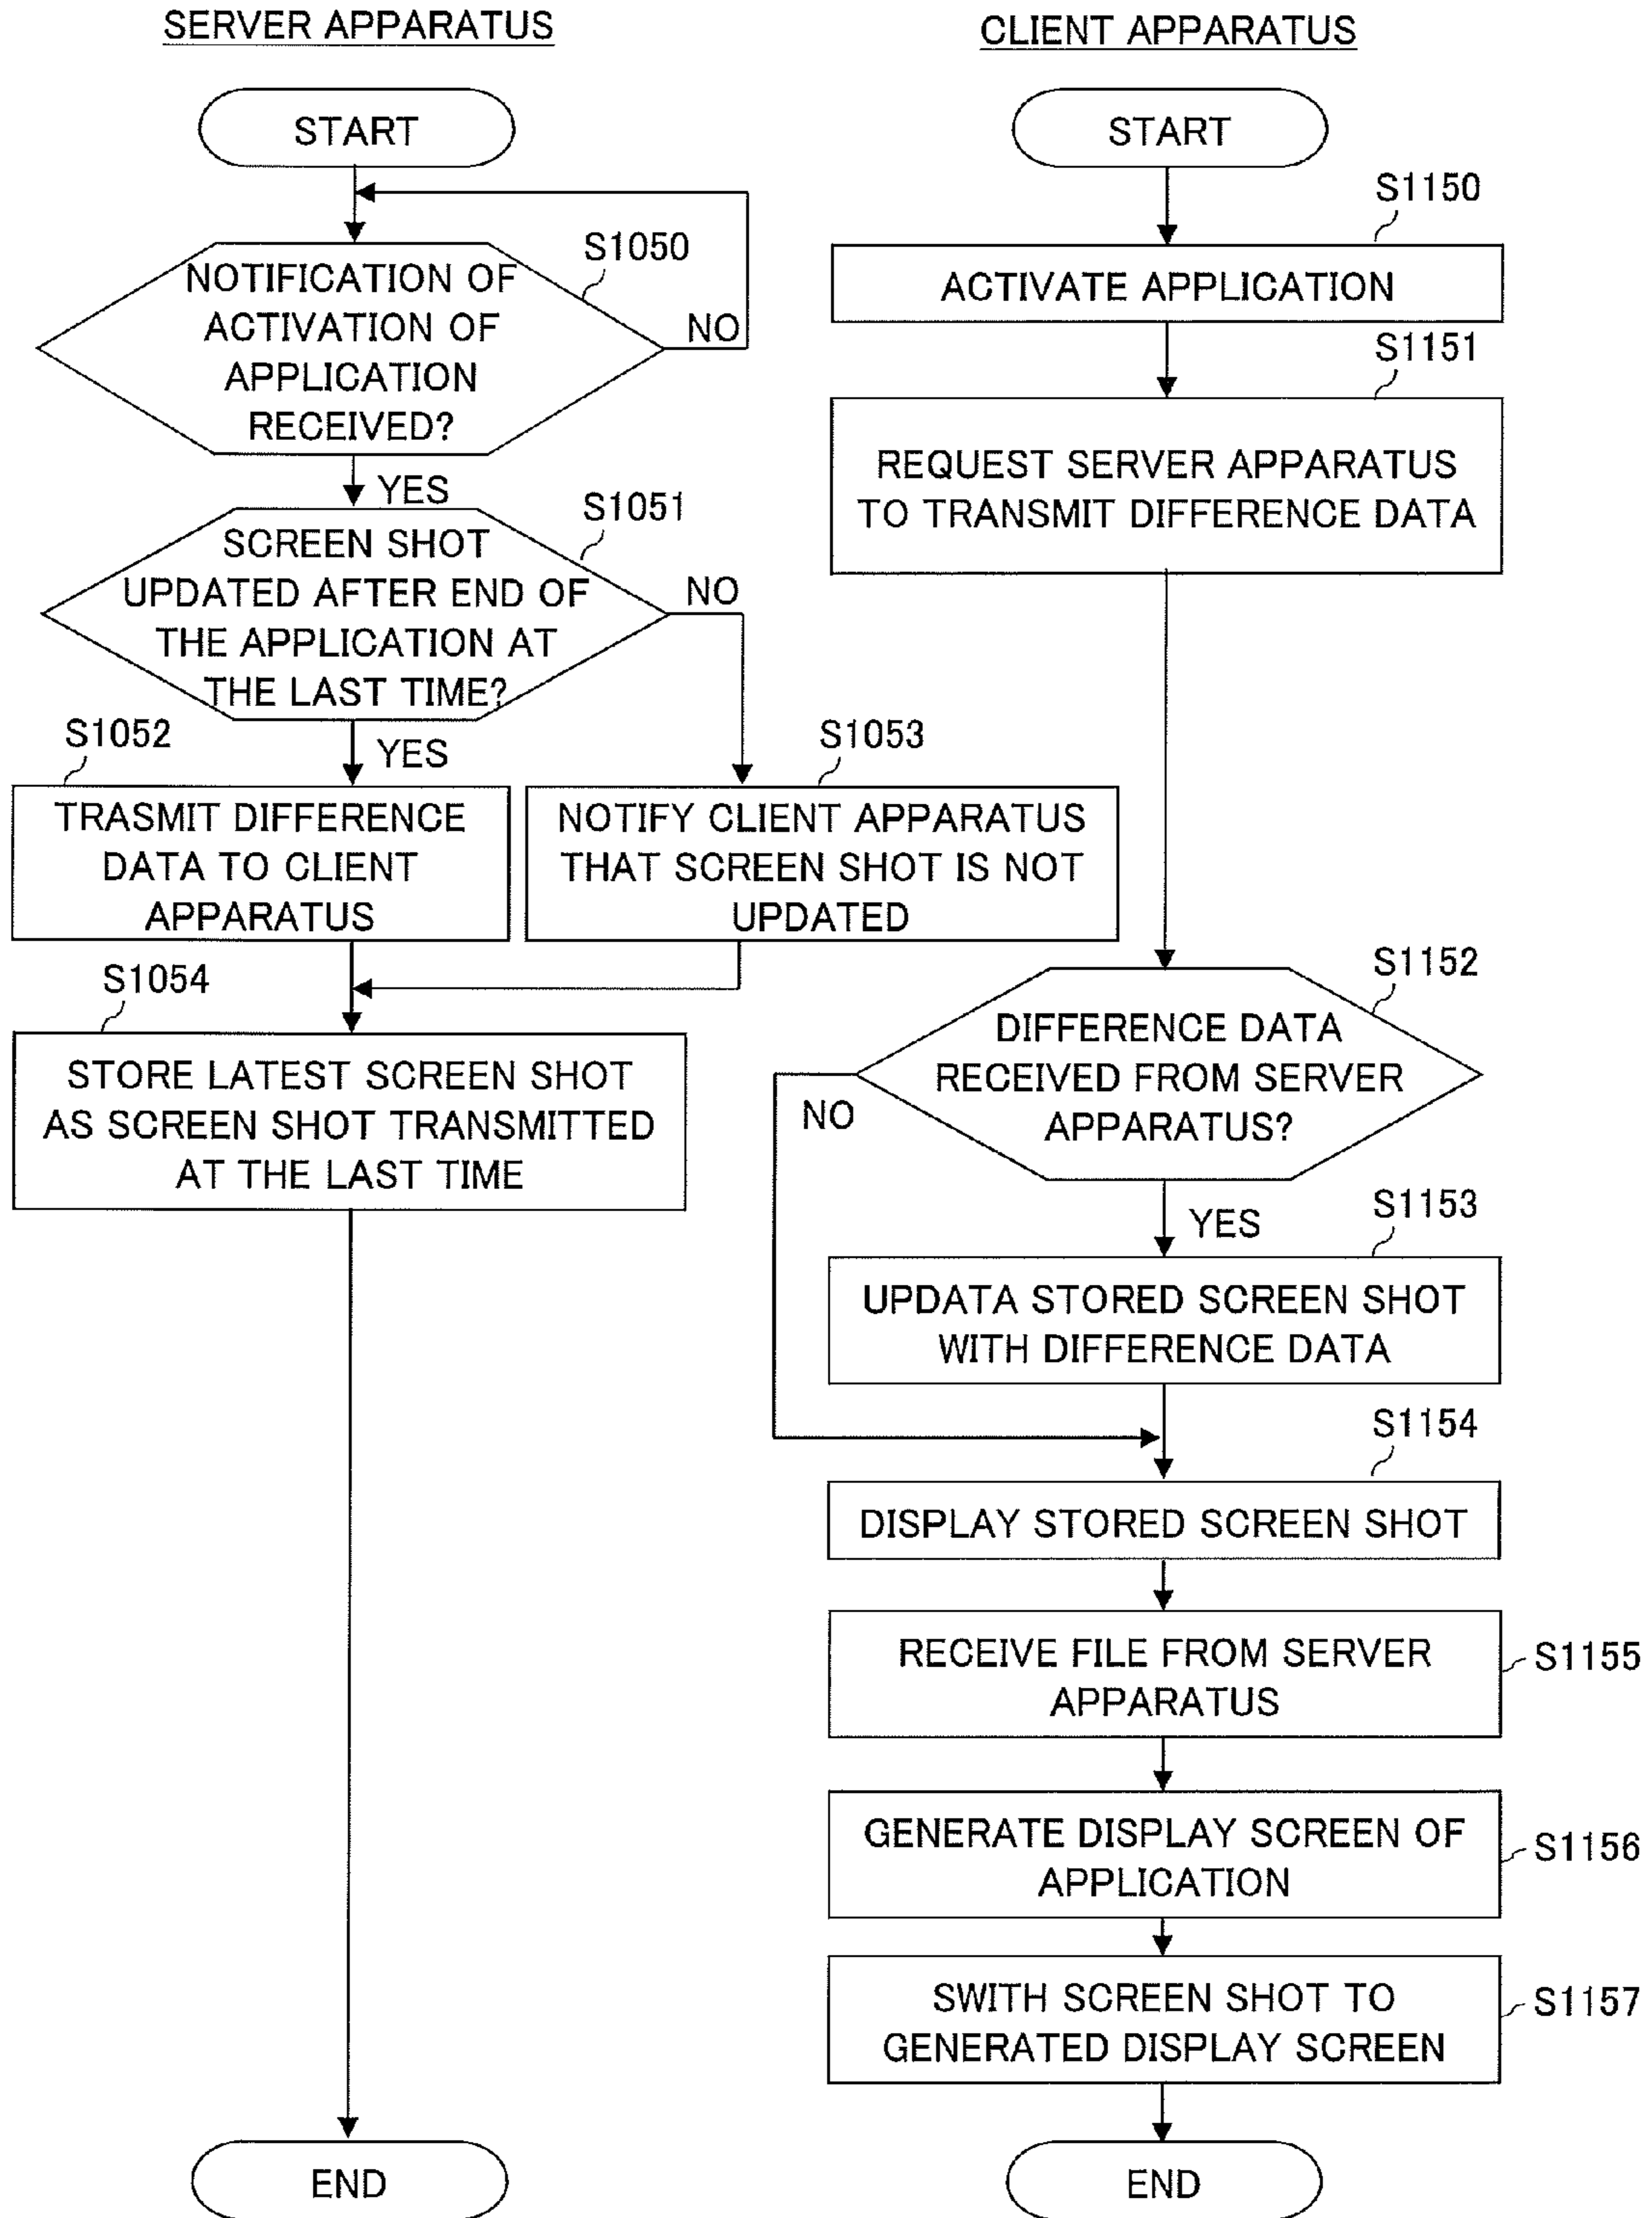 SERVER APPARATUS
START
S1050
NOTIFICATION OF
ACTIVATION OF
APPLICATION
RECEIVED?
NO
YES
S1051
SCREEN SHOT
UPDATED AFTER END OF
THE APPLICATION AT
THE LAST TIME?
NO
YES
S1052
TRASMIT DIFFERENCE
DATA TO CLIENT
APPARATUS
S1053
NOTIFY CLIENT APPARATUS
THAT SCREEN SHOT IS NOT
UPDATED
S1054
STORE LATEST SCREEN SHOT
AS SCREEN SHOT TRANSMITTED
AT THE LAST TIME
END
CLIENT APPARATUS
START
S1150
ACTIVATE APPLICATION
S1151
REQUEST SERVER APPARATUS
TO TRANSMIT DIFFERENCE DATA
S1152
DIFFERENCE DATA
RECEIVED FROM SERVER
APPARATUS?
NO
YES
S1153
UPDATA STORED SCREEN SHOT
WITH DIFFERENCE DATA
S1154
DISPLAY STORED SCREEN SHOT
RECEIVE FILE FROM SERVER
APPARATUS
S1155
GENERATE DISPLAY SCREEN OF
APPLICATION
S1156
SWITH SCREEN SHOT TO
GENERATED DISPLAY SCREEN
S1157
END